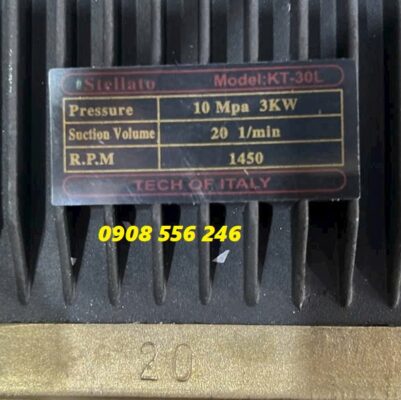 Stellato Model:KT-30L
Pressure 10 Mpa 3KW
Suction Volume 20 1/min
R.P.M 1450
TECH OF ITALY
0908 556 246
20